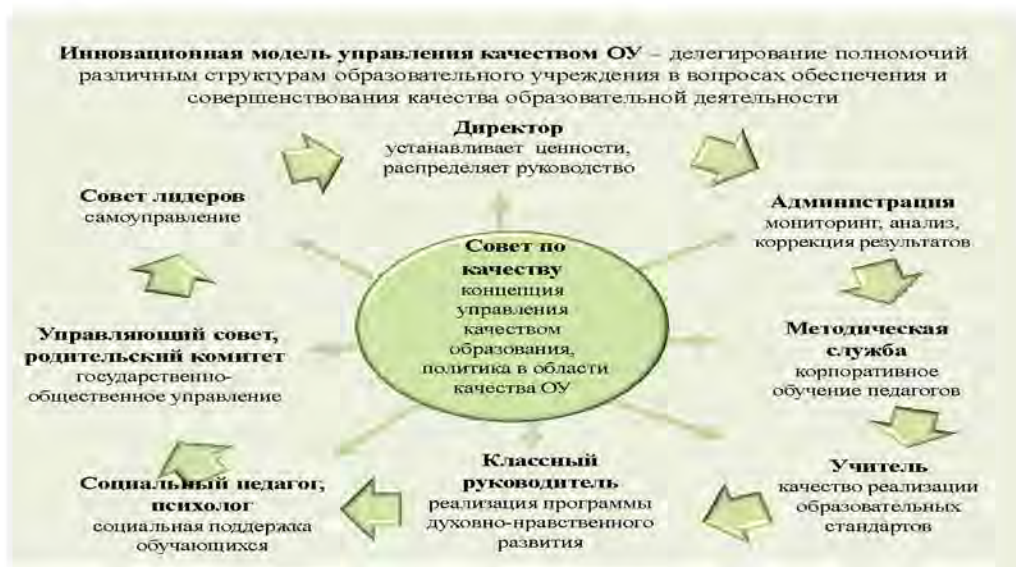 Инновационная модель управления качеством ОУ – делегирование полномочий
различным структурам образовательного учреждения в вопросах обеспечения и
совершенствования качества образовательной деятельности
Директор
устанавливает ценности,
распределяет руководство
Администрация
мониторинг, анализ,
коррекция результатов
Методическая
служба
корпоративное
обучение педагогов
Учитель
качество реализации
образовательных
стандартов
Классный
руководитель
реализация программы
духовно-нравственного
развития
Социальный педагог,
психолог
социальная поддержка
обучающихся
Управляющий совет,
родительский комитет
государственно-
общественное управление
Совет лидеров
самоуправление
Совет по
качеству
концепция
управления
качеством
образования,
политика в области
качества ОУ